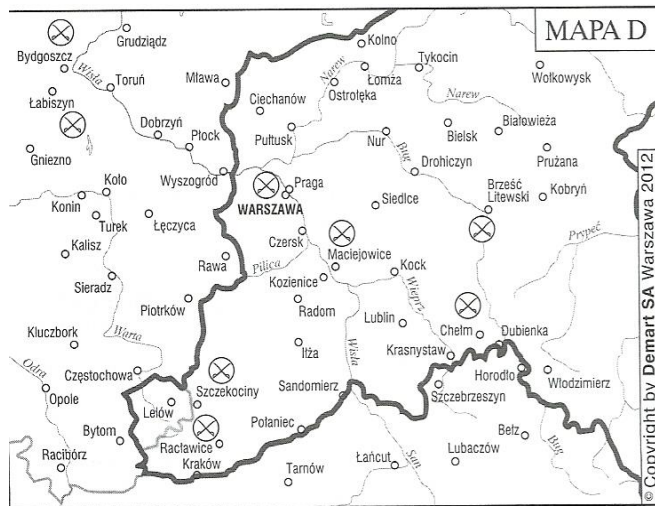 MAPA D
Grudziądz
Kolno
Bydgoszcz
Tykocin
Wisła
Toruń
Mława
Narew
Łomża
Wołkowysk
Łabiszyn
Ciechanów
Ostrołęka
Narew
Dobrzyń
Płock
Pułtusk
Nur
Bielsk
Białowieża
Gniezno
Bug
Drohiczyn
Prużana
Wyszogród
Koło
Praga
Brześć
Litewski
Kobryń
Konin
WARSZAWA
Siedlce
Turek
Łęczyca
Prypeć
Czersk
Kalisz
Rawa
Maciejowice
Pilica
Kock
Sieradz
Kozienice
Wieprz
Piotrków
Radom
Lublin
Chełm
Kluczbork
Warta
Dubienka
Iłża
Wisła
Krasnystaw
Odra
Częstochowa
Horodło
Włodzimierz
Opole
Szczekociny
Sandomierz
Szczebrzeszyn
Lelów
Połaniec
Bełz
Bytom
Bug
Racławice
San
Racibórz
Kraków
Łańcut
Lubaczów
Tarnów
© Copyright by Demart SA Warszawa 2012